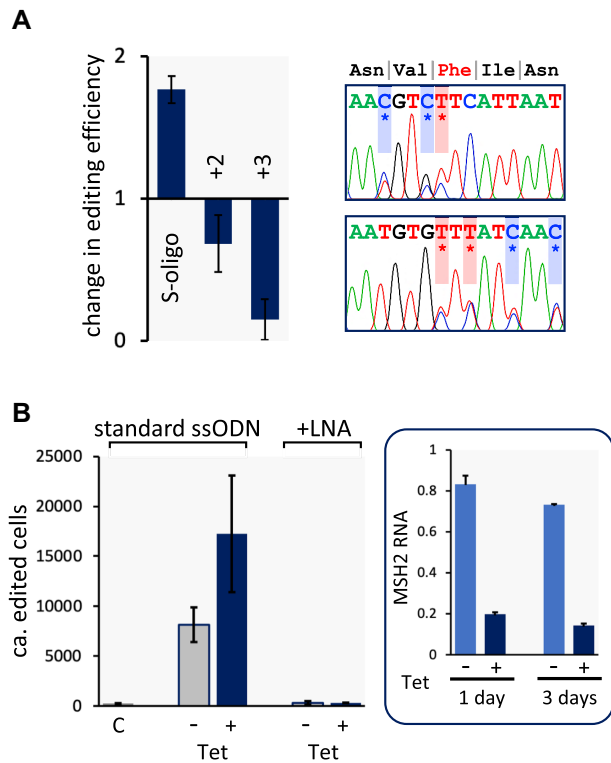 A
change in editing efficiency
2
1
0
S-oligo
+2
+3
Asn|Val|Phe|Ile|Asn
AACGTCTTCATTAAT
* * *
AATGTGTTTATCAAC
* * * *
B
standard ssODN
+LNA
ca. edited cells
25000
20000
15000
10000
5000
0
C
- +
Tet
- +
Tet
MSH2 RNA
1
0.8
0.6
0.4
0.2
0
Tet
- +
- +
1 day
3 days